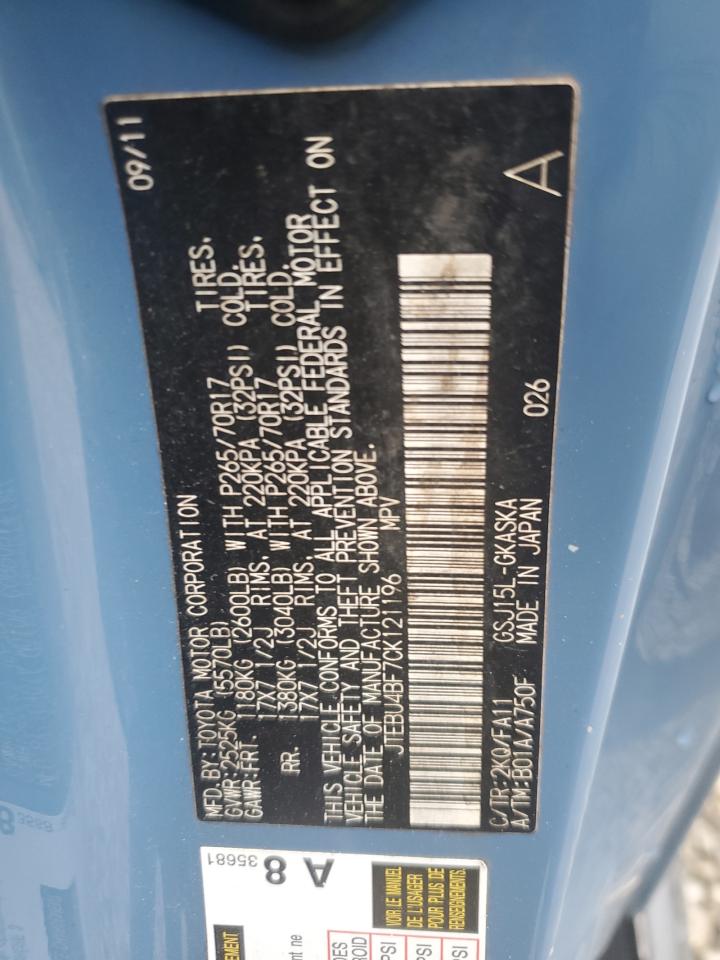 MFD. BY: TOYOTA MOTOR CORPORATION 09/11
GVWR: 2525KG (5570LB)
GAWR: FRT. 1180KG (2600LB) WITH P265/70R17 TIRES,
17X7 1/2J RIMS, AT 220KPA (32PSI) COLD.
RR. 1380KG (3040LB) WITH P265/70R17 TIRES,
17X7 1/2J RIMS, AT 220KPA (32PSI) COLD.
THIS VEHICLE CONFORMS TO ALL APPLICABLE FEDERAL MOTOR
VEHICLE SAFETY AND THEFT PREVENTION STANDARDS IN EFFECT ON
THE DATE OF MANUFACTURE SHOWN ABOVE.
JTEBU4BF7CK121196 MPV
C/TR: 2KQ/FA11 GSJ15L-GKASKA 026 A
A/TM: B01A/A750F MADE IN JAPAN
A 8
35681
VOIR LE MANUEL
DE L'USAGER
POUR PLUS DE
RENSEIGNEMENTS.